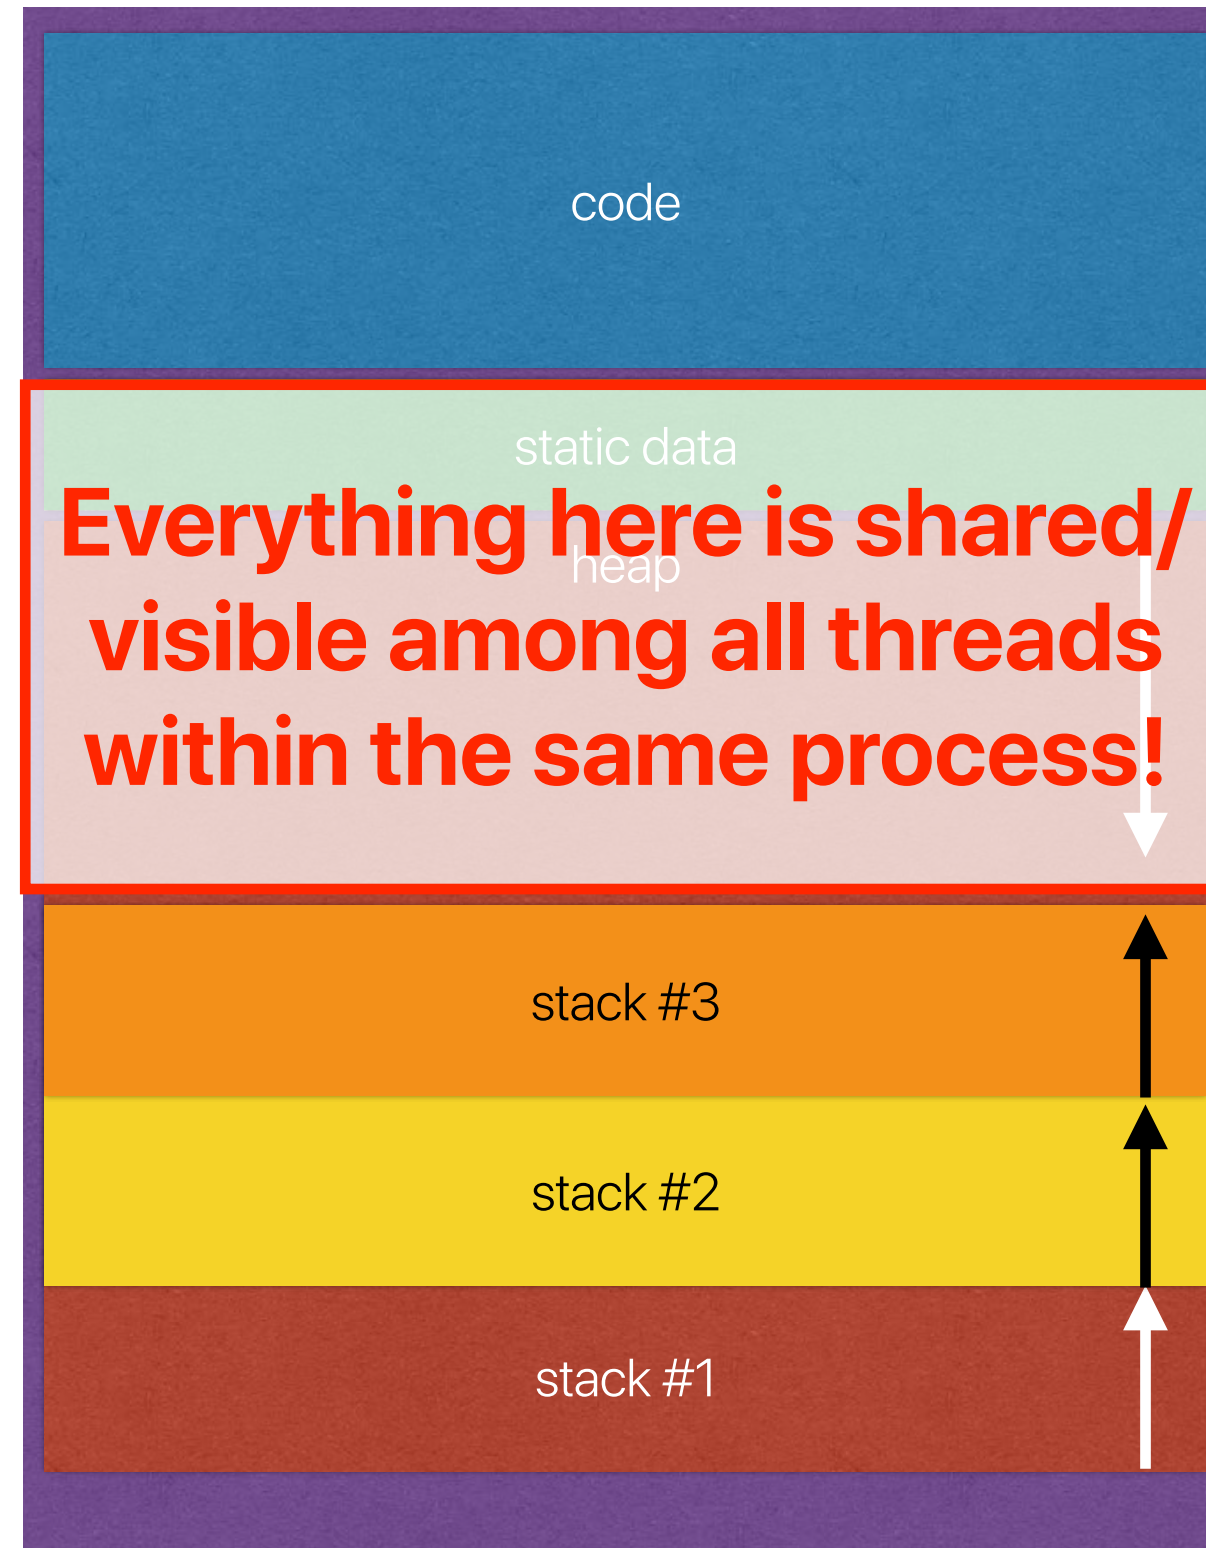 code
static data
Everything here is shared/
heap
visible among all threads
within the same process!
stack #3
stack #2
stack #1